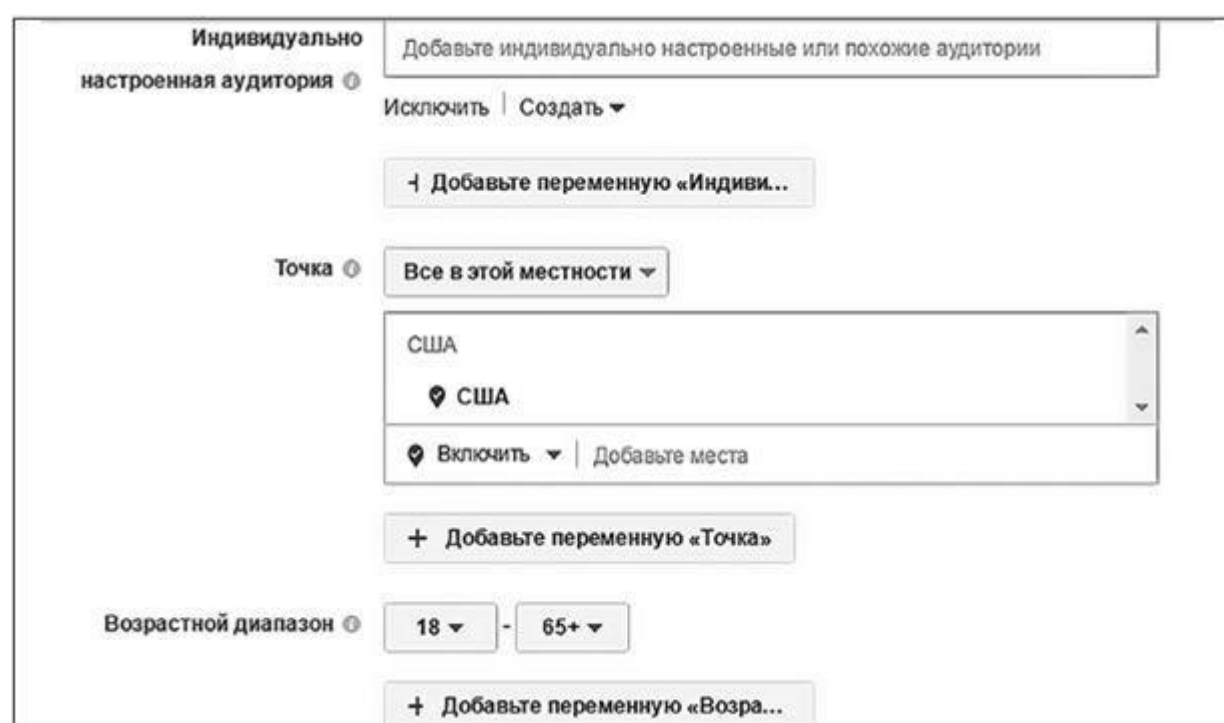 Индивидуально
настроенная аудитория
Добавьте индивидуально настроенные или похожие аудитории
Исключить | Создать
Добавьте переменную «Индиви...
Точка
Все в этой местности
США
США
Включить | Добавьте места
+ Добавьте переменную «Точка»
Возрастной диапазон
18 - 65+
+ Добавьте переменную «Возра...